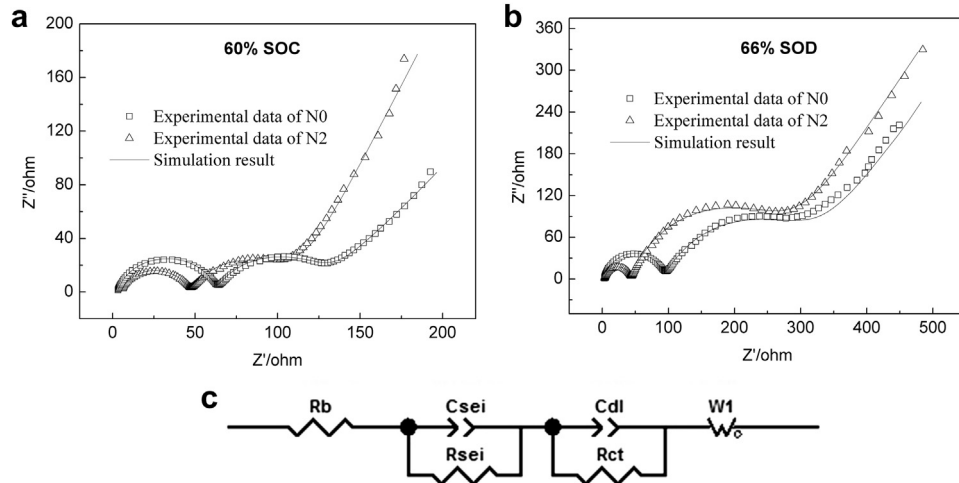 a
60% SOC
Experimental data of N0
Experimental data of N2
Simulation result
200
160
120
80
40
0
0
50
100
150
200
Z''/ohm
Z'/ohm
b
66% SOD
Experimental data of N0
Experimental data of N2
Simulation result
360
300
240
180
120
60
0
0
100
200
300
400
500
Z''/ohm
Z'/ohm
c
Rb
Csei
Rsei
Cdl
Rct
W1